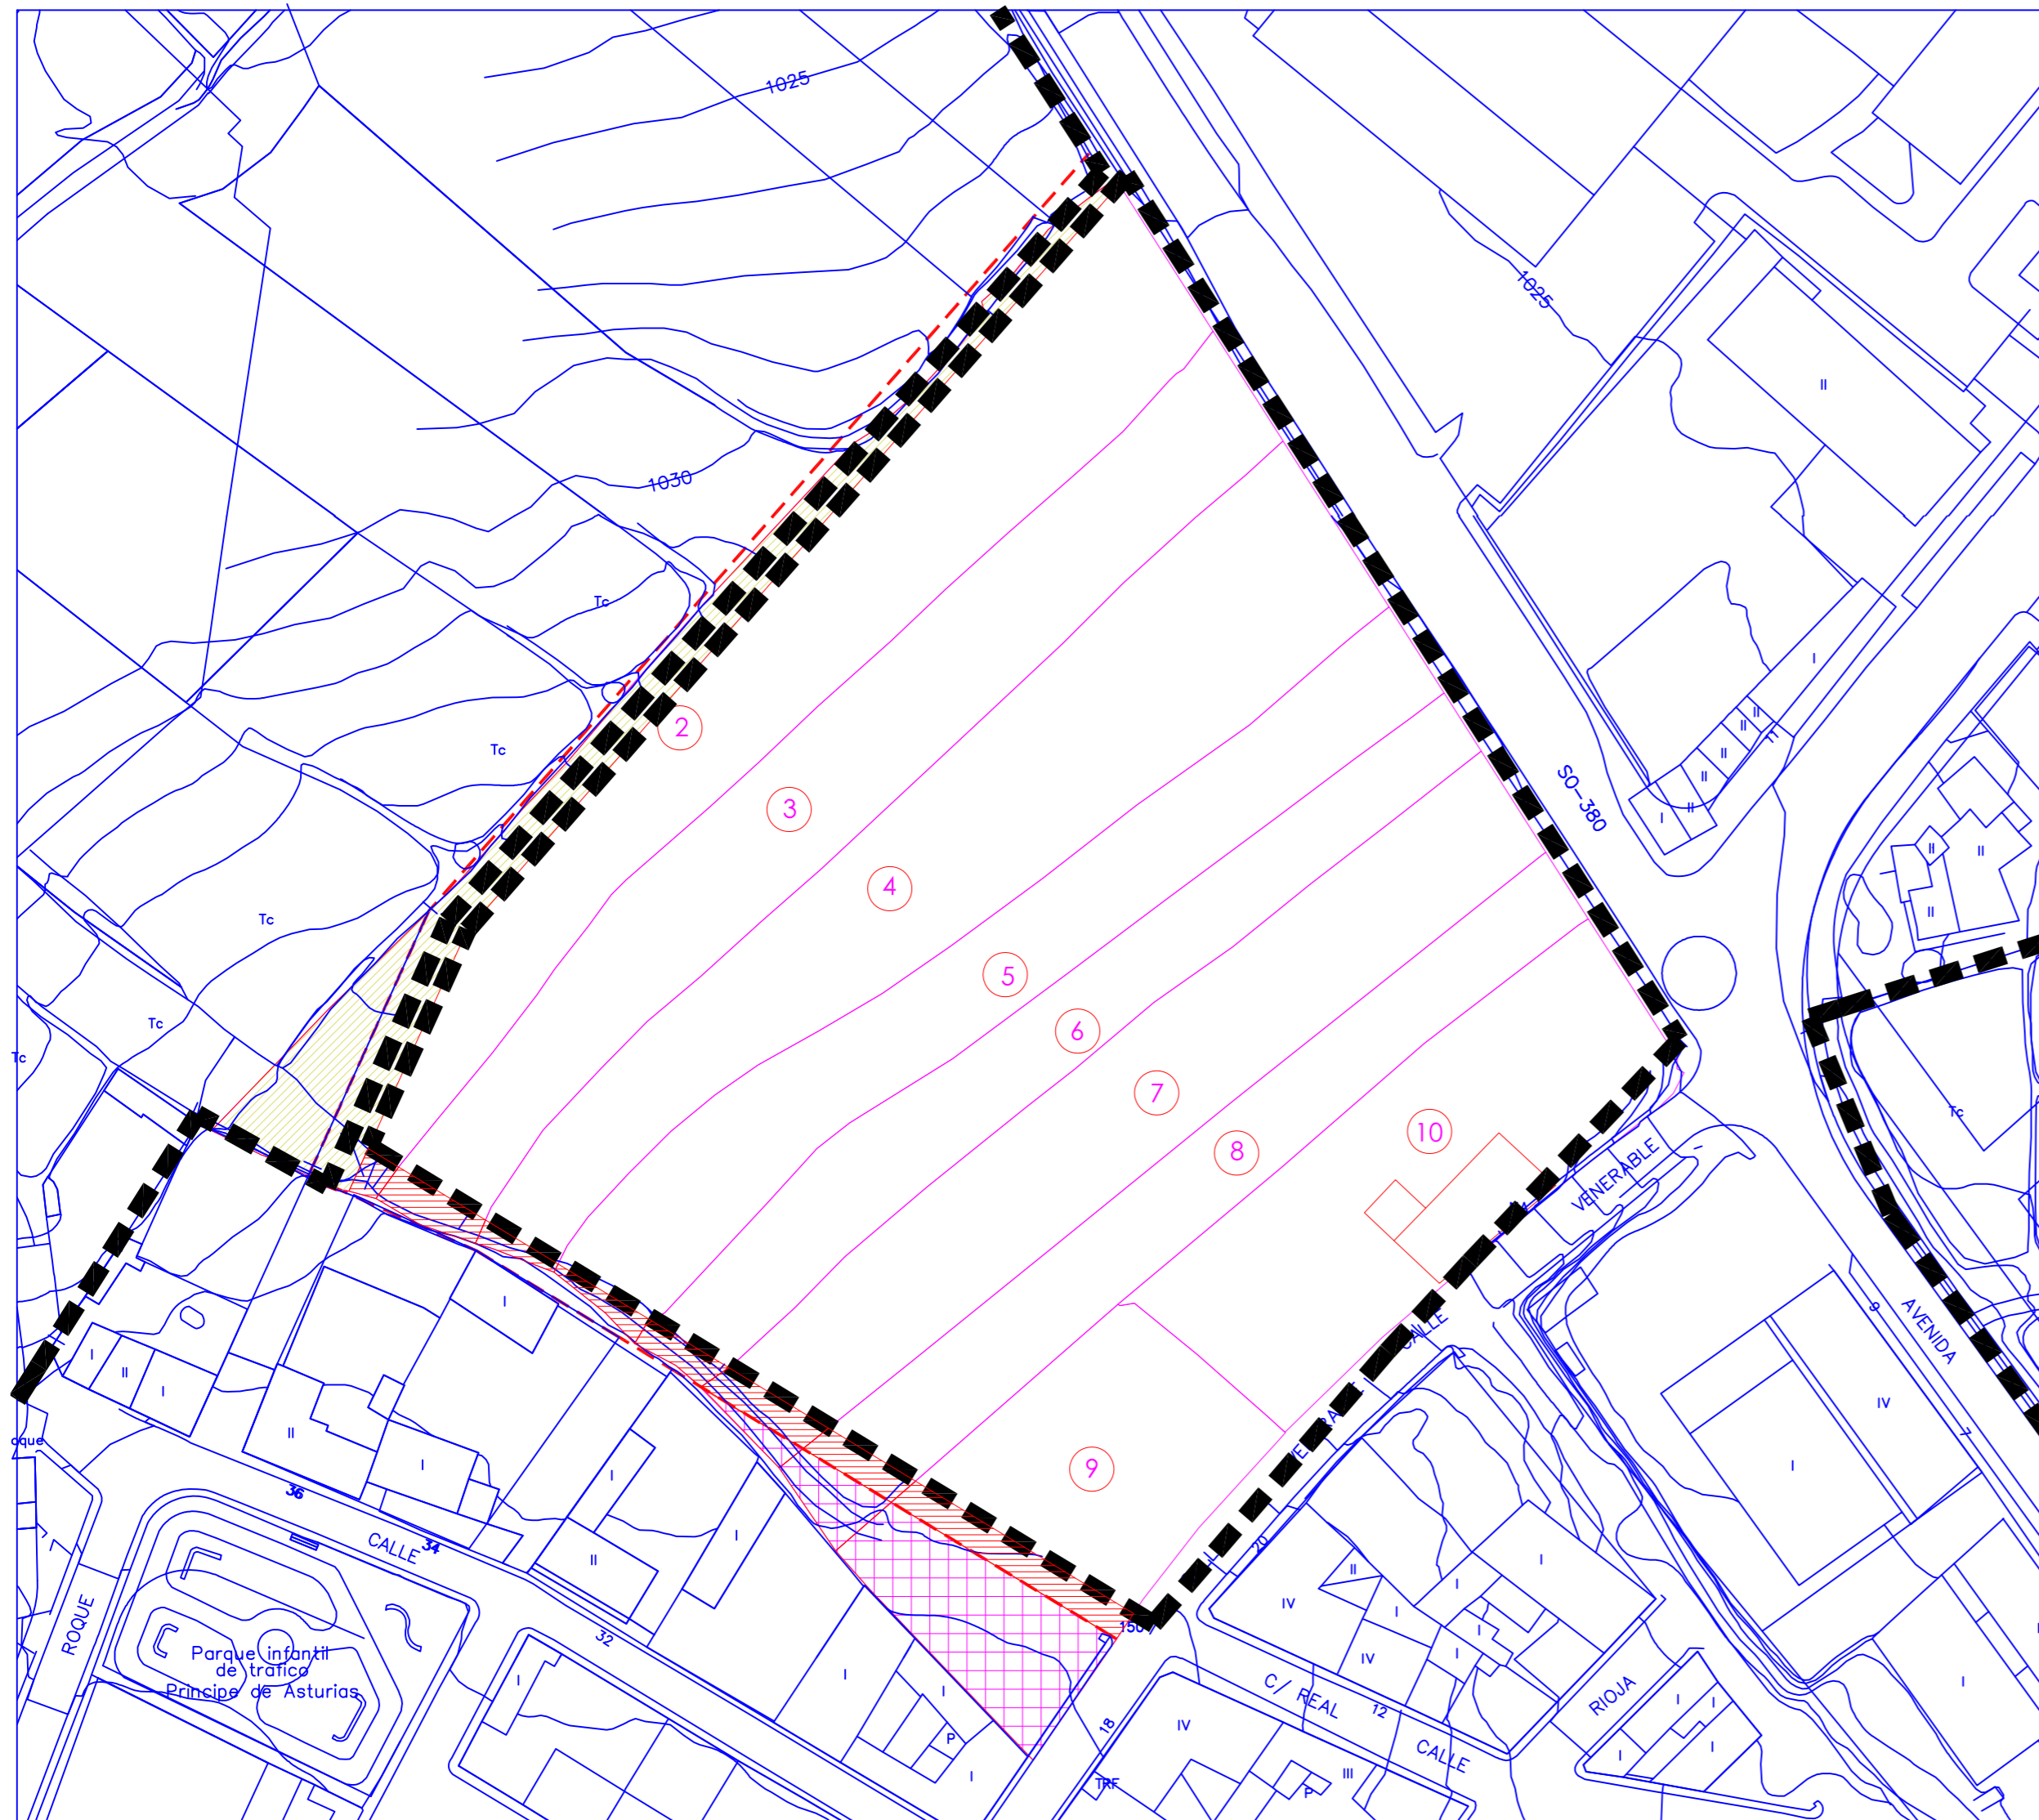 1025
1025
1030
II
Tc
I
2
II
II
Tc
II
3
SO-380
II
II
I
II
II
4
II
Tc
5
Tc
6
Tc
7
Tc
10
8
VENERABLE
I
9
AVENIDA
CALLE
I
II
I
IV
7
II
I
I
I
9
36
CALLE
34
I
II
20
I
II
I
IV
I
ROQUE
32
150
I
I
Parque infantil
de tráfico
Principe de Asturias
IV
I
I
I
I
C/ REAL
12
RIOJA
I
I
18
IV
P
CALLE
I
I
I
TRF
III
P